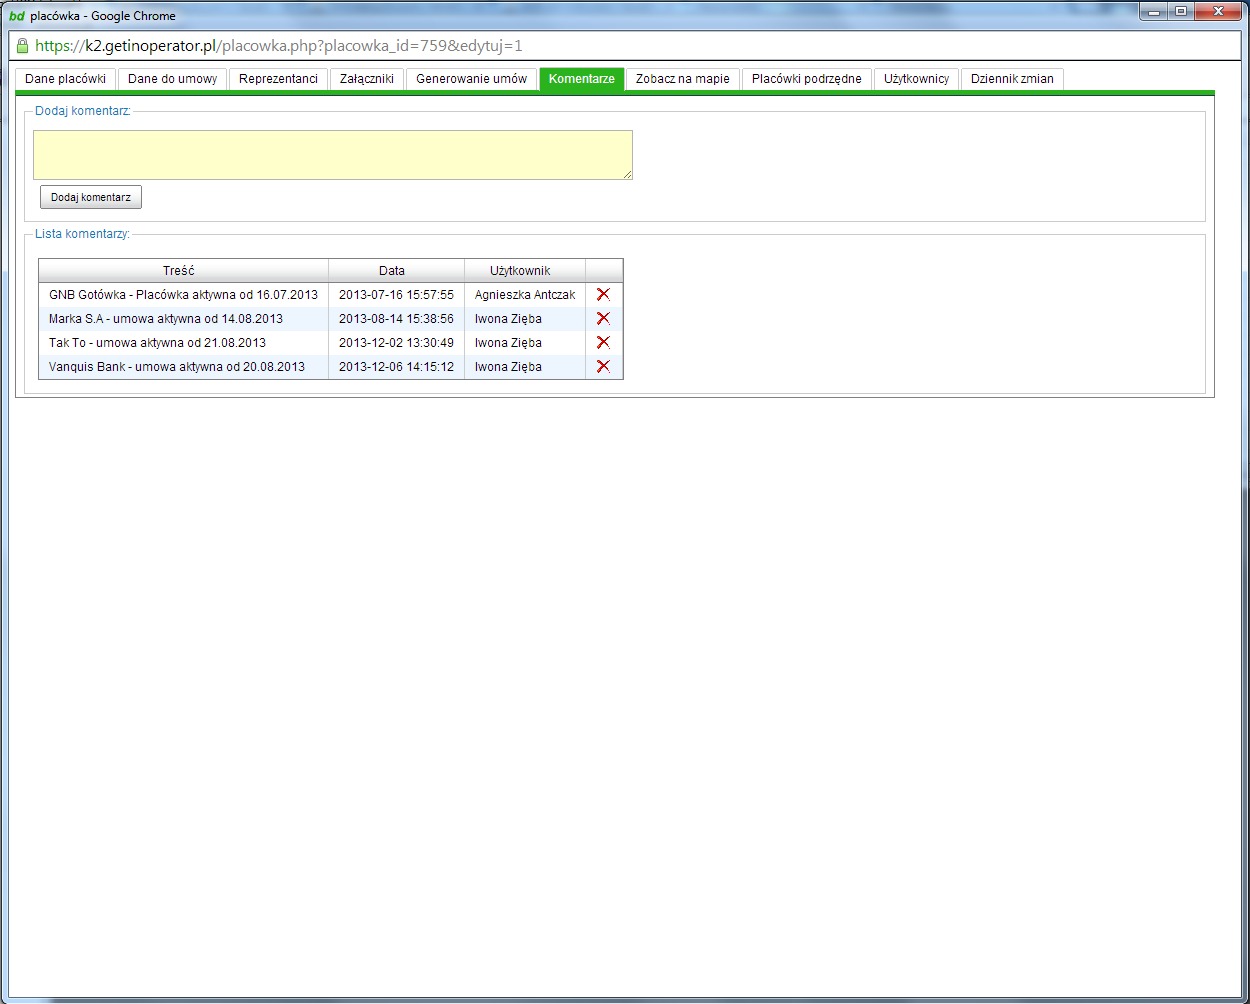 bd placówka - Google Chrome
https://k2.getinoperator.pl/placowka.php?placowka_id=759&edytuj=1
Dane placówki Dane do umowy Reprezentanci Załączniki Generowanie umów Komentarze Zobacz na mapie Placówki podrzędne Użytkownicy Dziennik zmian
Dodaj komentarz:
Dodaj komentarz
Lista komentarzy:
Treść Data Użytkownik
GNB Gotówka - Placówka aktywna od 16.07.2013 2013-07-16 15:57:55 Agnieszka Antczak
Marka S.A - umowa aktywna od 14.08.2013 2013-08-14 15:38:56 Iwona Zięba
Tak To - umowa aktywna od 21.08.2013 2013-12-02 13:30:49 Iwona Zięba
Vanquis Bank - umowa aktywna od 20.08.2013 2013-12-06 14:15:12 Iwona Zięba